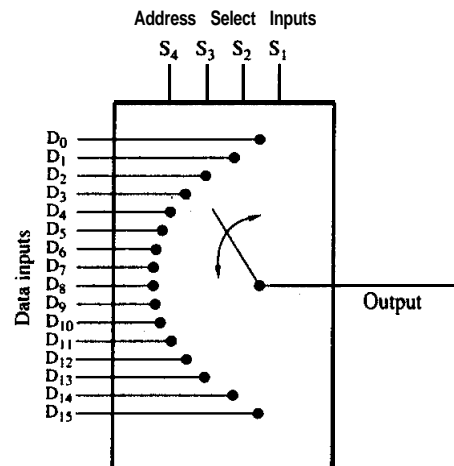 Address Select Inputs
S4 S3 S2 S1
D0
D1
D2
D3
D4
D5
D6
D7
D8
D9
D10
D11
D12
D13
D14
D15
Data inputs
Output